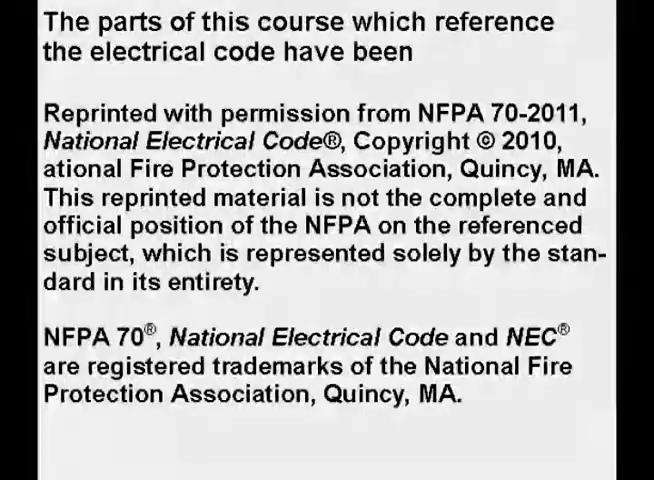 The parts of this course which reference
the electrical code have been
Reprinted with permission from NFPA 70-2011,
National Electrical Code®, Copyright © 2010,
ational Fire Protection Association, Quincy, MA.
This reprinted material is not the complete and
official position of the NFPA on the referenced
subject, which is represented solely by the stan-
dard in its entirety.
NFPA 70®, National Electrical Code and NEC®
are registered trademarks of the National Fire
Protection Association, Quincy, MA.